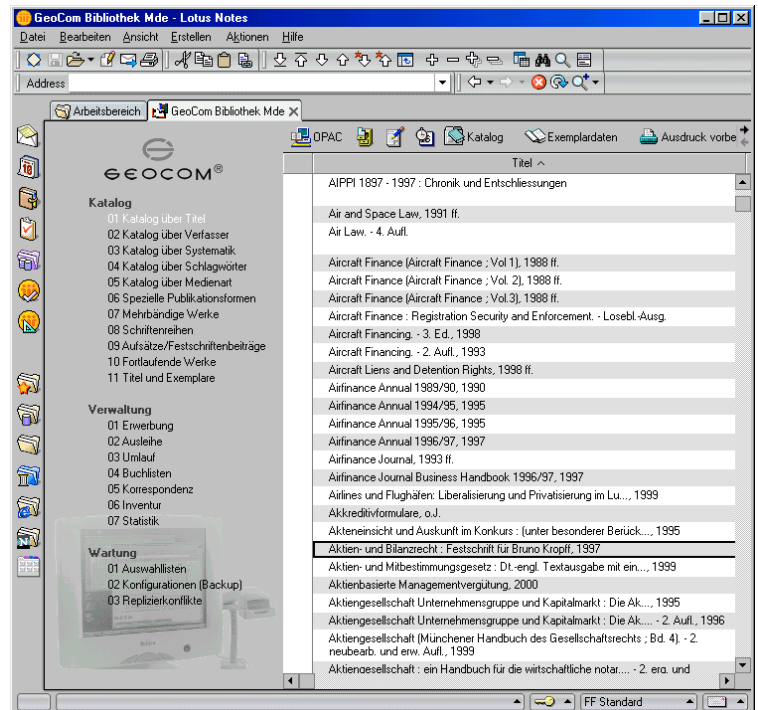 GeoCom Bibliothek Mde - Lotus Notes
Datei Bearbeiten Ansicht Erstellen Aktionen Hilfe
Address
Arbeitsbereich GeoCom Bibliothek Mde
OPAC Katalog Exemplardaten Ausdruck vorbe
GEOCOM®
Katalog
01 Katalog über Titel
02 Katalog über Verfasser
03 Katalog über Systematik
04 Katalog über Schlagwörter
05 Katalog über Medienart
06 Spezielle Publikationsformen
07 Mehrbändige Werke
08 Schriftenreihen
09 Aufsätze/Festschriftenbeiträge
10 Fortlaufende Werke
11 Titel und Exemplare
Verwaltung
01 Erwerbung
02 Ausleihe
03 Umlauf
04 Buchlisten
05 Korrespondenz
06 Inventur
07 Statistik
Wartung
01 Auswahllisten
02 Konfigurationen (Backup)
03 Replizierkonflikte
Titel
AIPPI 1897 - 1997 : Chronik und Entschliessungen
Air and Space Law, 1991 ff.
Air Law. - 4. Aufl.
Aircraft Finance (Aircraft Finance ; Vol 1), 1988 ff.
Aircraft Finance (Aircraft Finance ; Vol. 2), 1988 ff.
Aircraft Finance (Aircraft Finance ; Vol.3), 1988 ff.
Aircraft Finance : Registration Security and Enforcement. - Losebl.-Ausg.
Aircraft Financing. - 3. Ed., 1998
Aircraft Financing. - 2. Aufl., 1993
Aircraft Liens and Detention Rights, 1998 ff.
Airfinance Annual 1989/90, 1990
Airfinance Annual 1994/95, 1995
Airfinance Annual 1995/96, 1995
Airfinance Annual 1996/97, 1997
Airfinance Journal, 1993 ff.
Airfinance Journal Business Handbook 1996/97, 1997
Airlines und Flughäfen: Liberalisierung und Privatisierung im Lu..., 1999
Akkreditivformulare, o.J.
Akteneinsicht und Auskunft im Konkurs : (unter besonderer Berück..., 1995
Aktien- und Bilanzrecht : Festschrift für Bruno Kropff, 1997
Aktien- und Mitbestimmungsgesetz : Dt.-engl. Textausgabe mit ein..., 1999
Aktienbasierte Managementvergütung, 2000
Aktiengesellschaft Unternehmensgruppe und Kapitalmarkt : Die Ak..., 1995
Aktiengesellschaft Unternehmensgruppe und Kapitalmarkt : Die Ak.... - 2. Aufl., 1996
Aktiengesellschaft (Münchener Handbuch des Gesellschaftsrechts ; Bd. 4). - 2.
neubearb. und erw. Aufl., 1999
Aktiengesellschaft : ein Handbuch für die wirtschaftliche notar.... - 2. erg. und
FF Standard